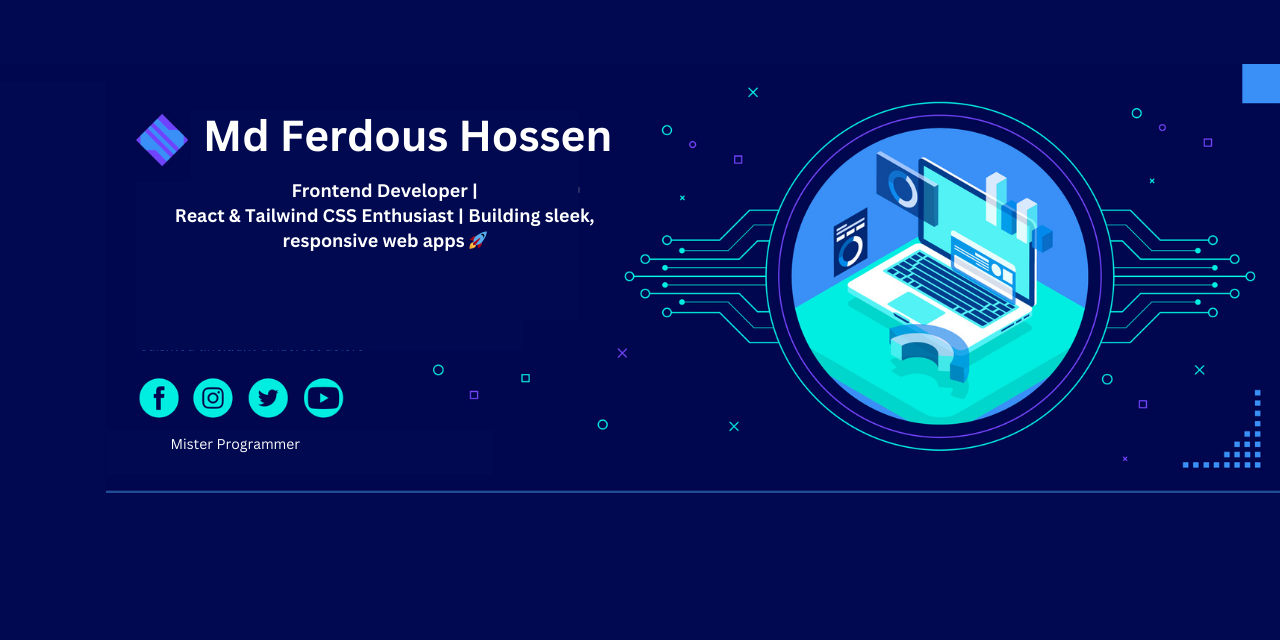 Md Ferdous Hossen
Frontend Developer |
React & Tailwind CSS Enthusiast | Building sleek,
responsive web apps 🚀
Mister Programmer